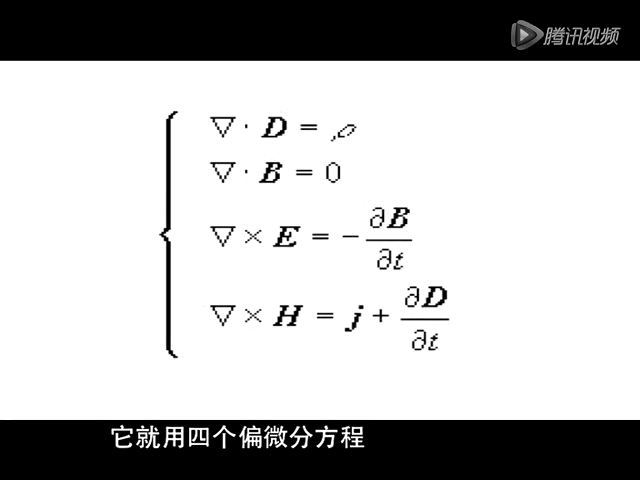 腾讯视频
∇· D = ρ
∇· B = 0
∇× E = -∂B/∂t
∇× H = j + ∂D/∂t
它就用四个偏微分方程